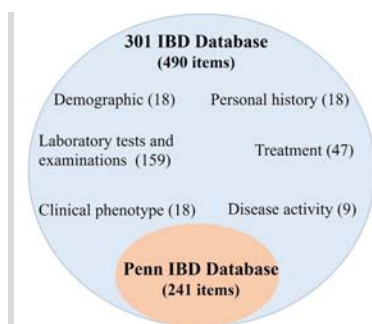 301 IBD Database
(490 items)
Demographic (18) Personal history (18)
Laboratory tests and
examinations (159)
Treatment (47)
Clinical phenotype (18) Disease activity (9)
Penn IBD Database
(241 items)